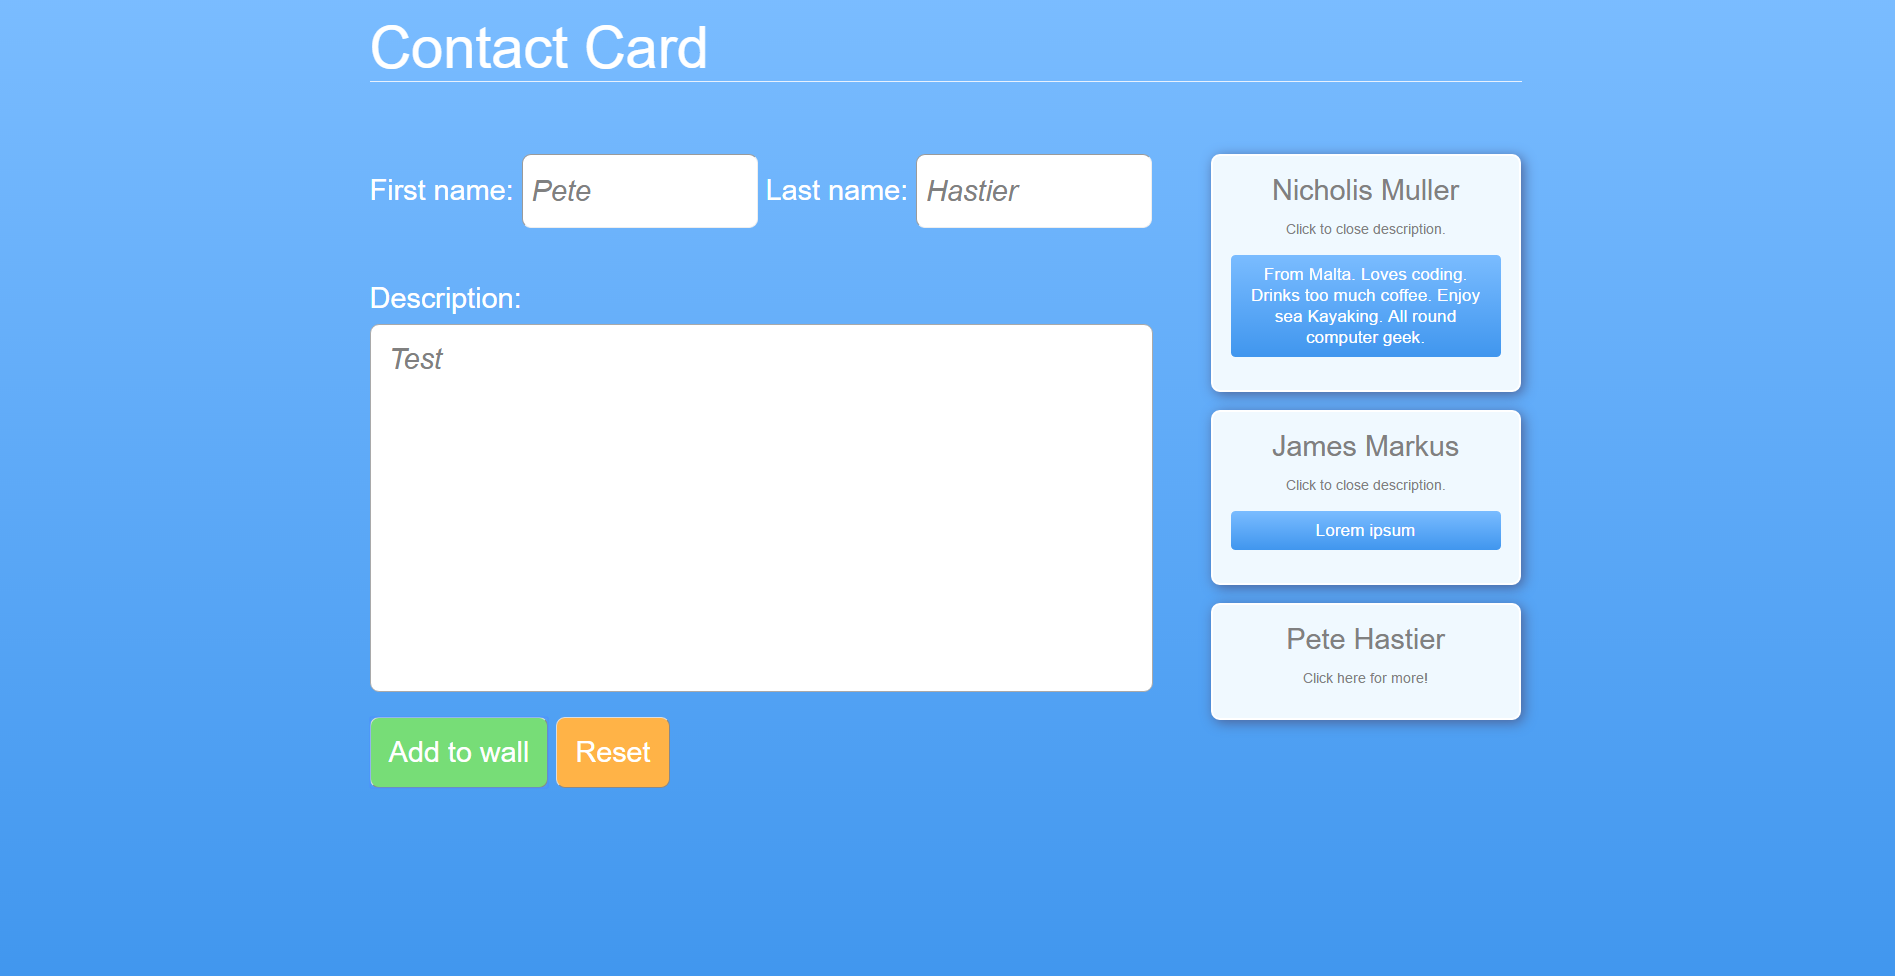 Contact Card
First name: Pete Last name: Hastier
Description:
Test
Add to wall Reset
Nicholis Muller
Click to close description.
From Malta. Loves coding.
Drinks too much coffee. Enjoy
sea Kayaking. All round
computer geek.
James Markus
Click to close description.
Lorem ipsum
Pete Hastier
Click here for more!